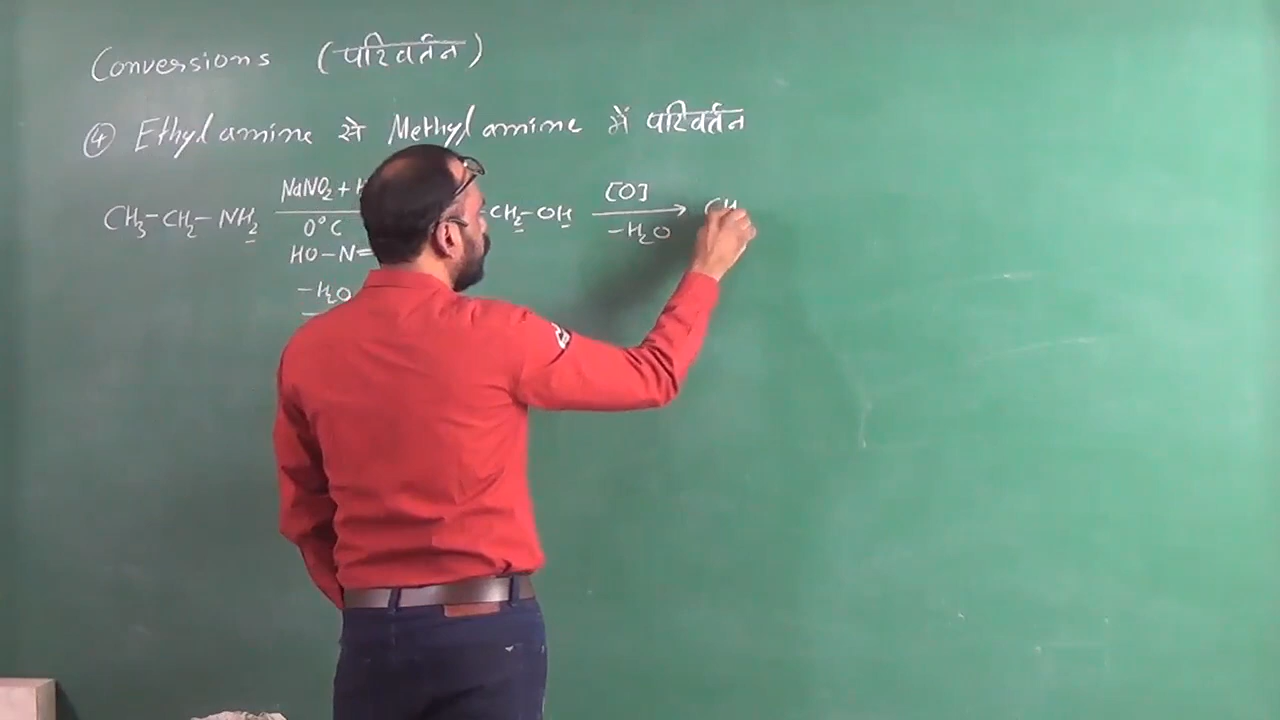 Conversions (परिवर्तन)
④ Ethylamine से Methylamine में परिवर्तन
CH₃-CH₂-NH₂ NaNO₂ + -CH₂-OH [O] → CH
0°C -H₂O
HO-N=
-H₂O